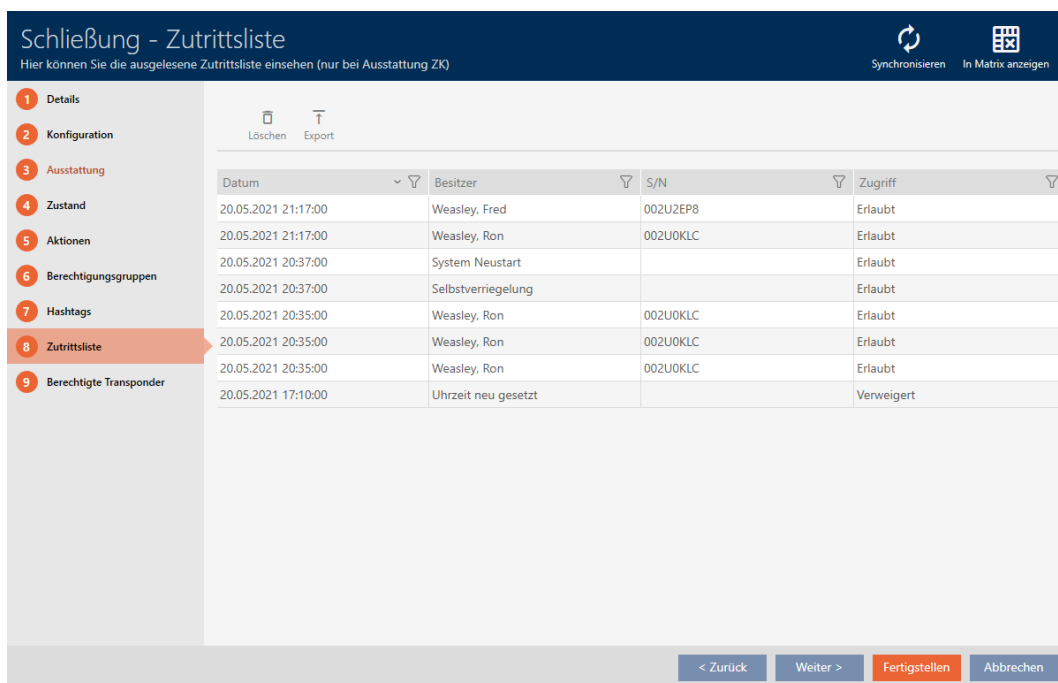 Schließung - Zutrittsliste
Hier können Sie die ausgelesene Zutrittsliste einsehen (nur bei Ausstattung ZK)
Synchronisieren In Matrix anzeigen
1 Details
2 Konfiguration
3 Ausstattung
4 Zustand
5 Aktionen
6 Berechtigungsgruppen
7 Hashtags
8 Zutrittsliste
9 Berechtigte Transponder
Löschen Export
Datum Besitzer S/N Zugriff
20.05.2021 21:17:00 Weasley, Fred 002U2EP8 Erlaubt
20.05.2021 21:17:00 Weasley, Ron 002U0KLC Erlaubt
20.05.2021 20:37:00 System Neustart Erlaubt
20.05.2021 20:37:00 Selbstverriegelung Erlaubt
20.05.2021 20:35:00 Weasley, Ron 002U0KLC Erlaubt
20.05.2021 20:35:00 Weasley, Ron 002U0KLC Erlaubt
20.05.2021 20:35:00 Weasley, Ron 002U0KLC Erlaubt
20.05.2021 17:10:00 Uhrzeit neu gesetzt Verweigert
< Zurück Weiter > Fertigstellen Abbrechen